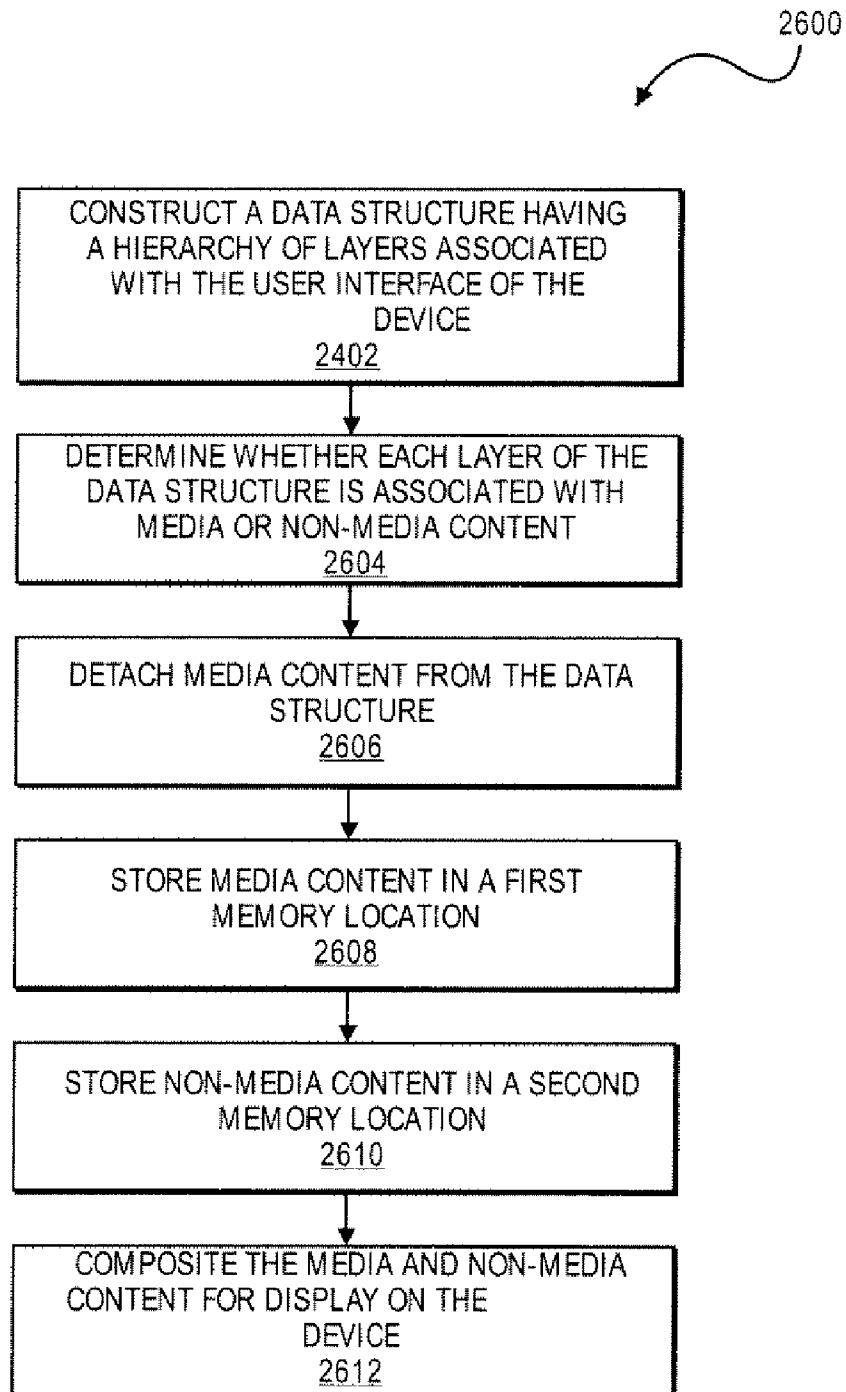 2600
CONSTRUCT A DATA STRUCTURE HAVING
A HIERARCHY OF LAYERS ASSOCIATED
WITH THE USER INTERFACE OF THE
DEVICE
2402
DETERMINE WHETHER EACH LAYER OF THE
DATA STRUCTURE IS ASSOCIATED WITH
MEDIA OR NON-MEDIA CONTENT
2604
DETACH MEDIA CONTENT FROM THE DATA
STRUCTURE
2606
STORE MEDIA CONTENT IN A FIRST
MEMORY LOCATION
2608
STORE NON-MEDIA CONTENT IN A SECOND
MEMORY LOCATION
2610
COMPOSITE THE MEDIA AND NON-MEDIA
CONTENT FOR DISPLAY ON THE
DEVICE
2612